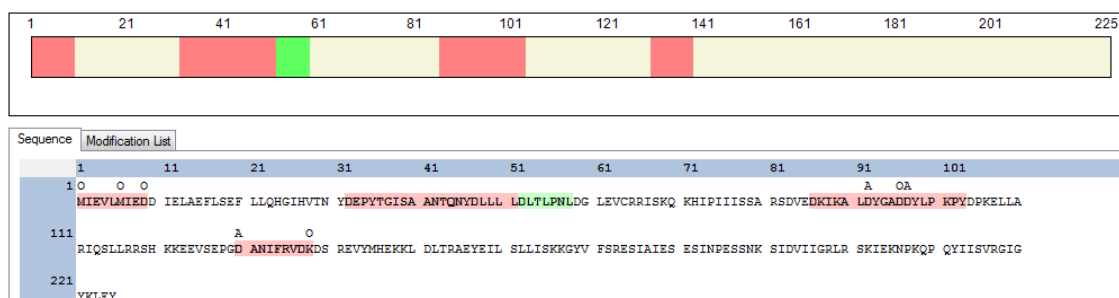 1 21 41 61 81 101 121 141 161 181 201 225
Sequence Modification List
1 11 21 31 41 51 61 71 81 91 101
1 O O O A OA
MIEVLMIEDD IELAEFLSEF LLQHGIHVTN YDEPYTGISA ANTQNYDLLL LDLTLPNLDG LEVCRRISKQ KHIPIIISSA RSDVEDKIKA LDYGADDYLP KPYDPKELLA
111 A O
RIQSLLRRSH KKEEVSEPGD ANIFRVDKDS REVYMHEKKL DLTRAEYEIL SLLISKKGYV FSRESIAIES ESINPESSNK SIDVIIGRLR SKIEKNPKQP QYIISVRGIG
221
YKLEY